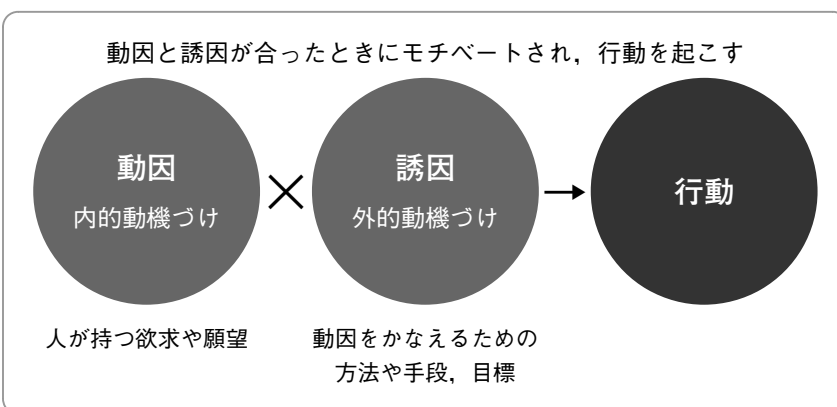 動因と誘因が合ったときにモチベートされ，行動を起こす
動因
内的動機づけ
×
誘因
外的動機づけ
→
行動
人が持つ欲求や願望
動因をかなえるための
方法や手段，目標